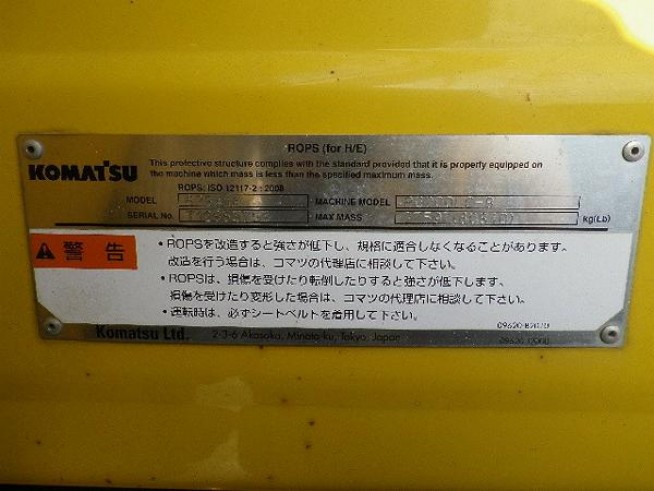 ROPS (for H/E)
KOMATSU
This protective structure complies with the standard provided that it is properly equipped on
the machine which mass is less than the specified maximum mass.
ROPS: ISO 12117-2 : 2008
MODEL
MACHINE MODEL
SERIAL No.
MAX MASS
kg(Lb)
警告
・ROPSを改造すると強さが低下し、規格に適合しなくなることがあります。
改造を行う場合は、コマツの代理店に相談して下さい。
・ROPSは、損傷を受けたり転倒したりすると強さが低下します。
損傷を受けたり変形した場合は、コマツの代理店に相談して下さい。
・運転時は、必ずシートベルトを着用して下さい。
Komatsu Ltd.
2-3-6 Akasaka, Minato-ku, Tokyo, Japan